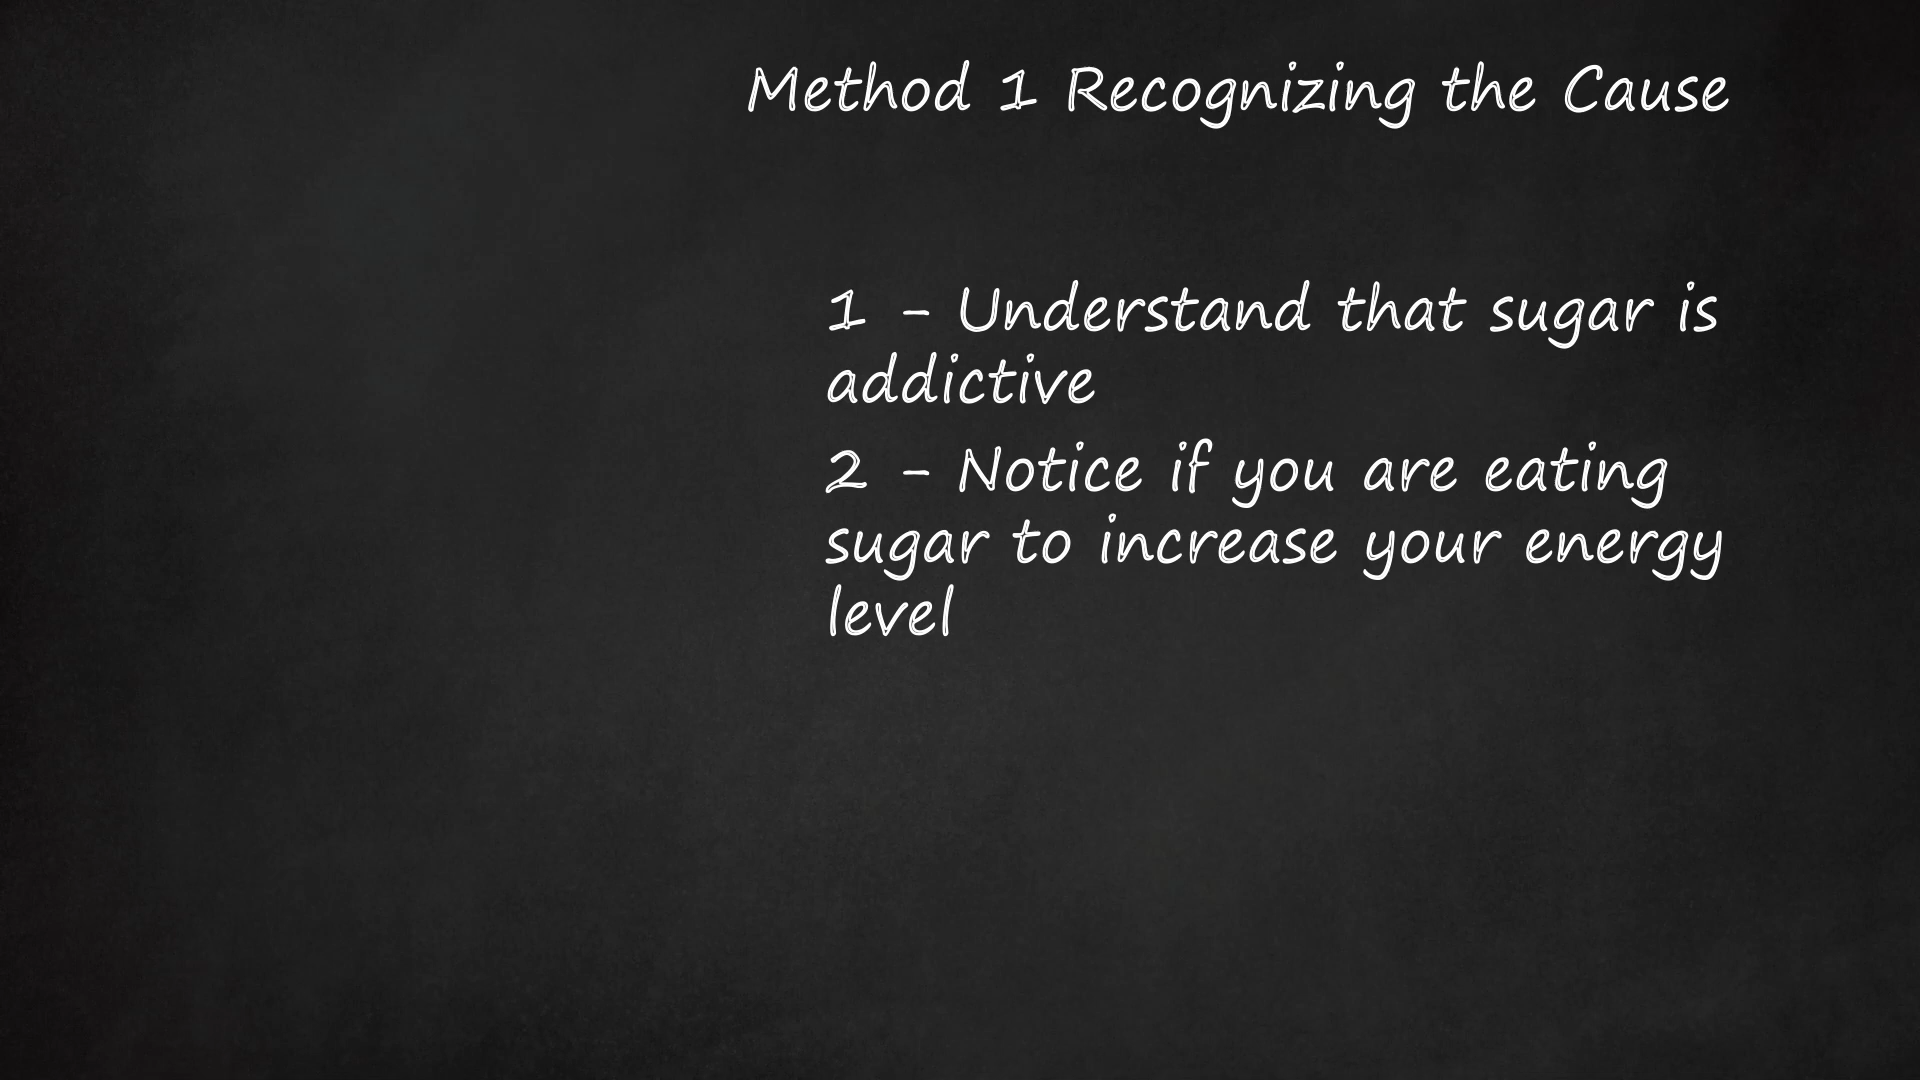 Method 1 Recognizing the Cause
1 - Understand that sugar is
addictive
2 - Notice if you are eating
sugar to increase your energy
level